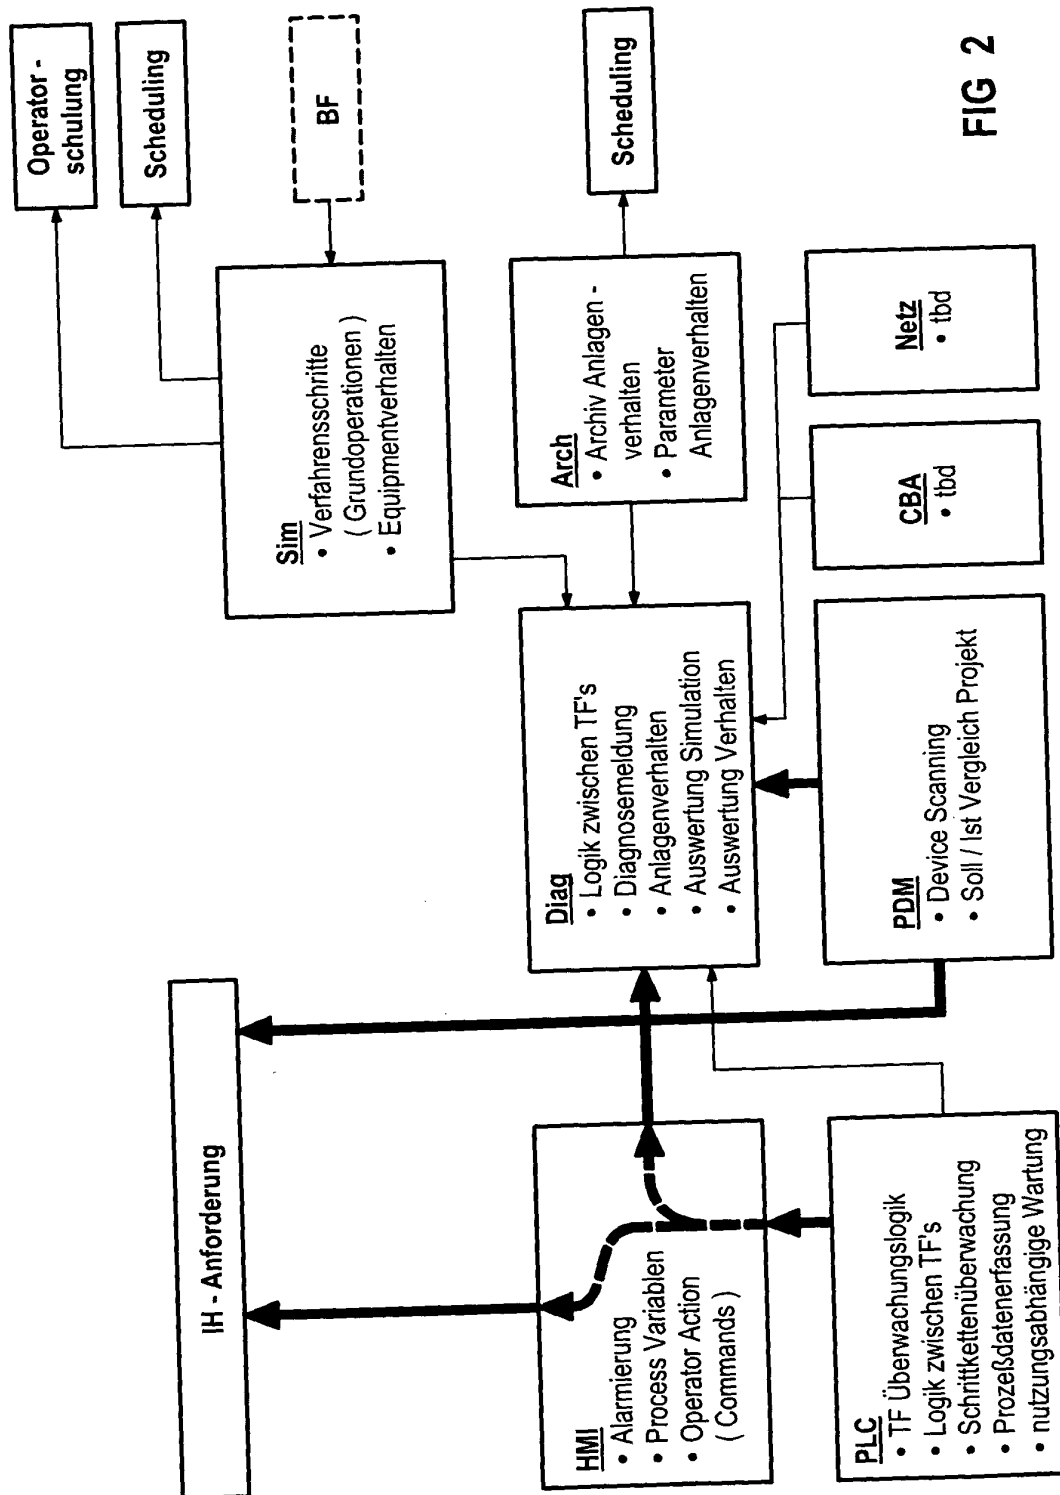 IH - Anforderung
Operator -
schulung
Scheduling
BF
HMI
• Alarmierung
• Process Variablen
• Operator Action
( Commands )
Diag
• Logik zwischen TF's
• Diagnosemeldung
• Anlagenverhalten
• Auswertung Simulation
• Auswertung Verhalten
Sim
• Verfahrensschritte
( Grundoperationen )
• Equipmentverhalten
Arch
• Archiv Anlagen -
verhalten
• Parameter
Anlagenverhalten
Scheduling
PLC
• TF Überwachungslogik
• Logik zwischen TF's
• Schrittkettenüberwachung
• Prozeßdatenerfassung
• nutzungsabhängige Wartung
PDM
• Device Scanning
• Soll / Ist Vergleich Projekt
CBA
• tbd
Netz
• tbd
FIG 2